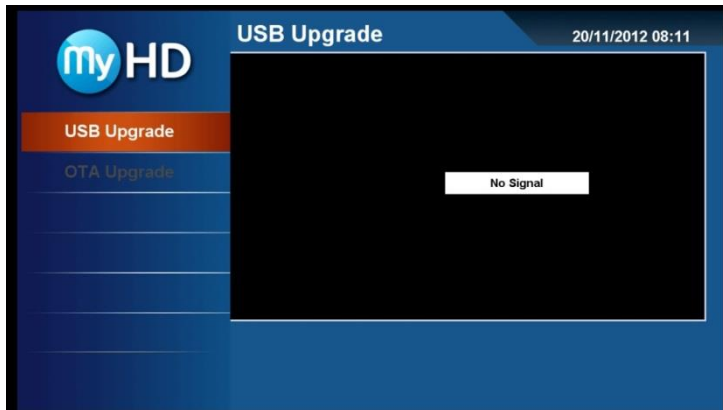 my HD
USB Upgrade
20/11/2012 08:11
USB Upgrade
OTA Upgrade
No Signal